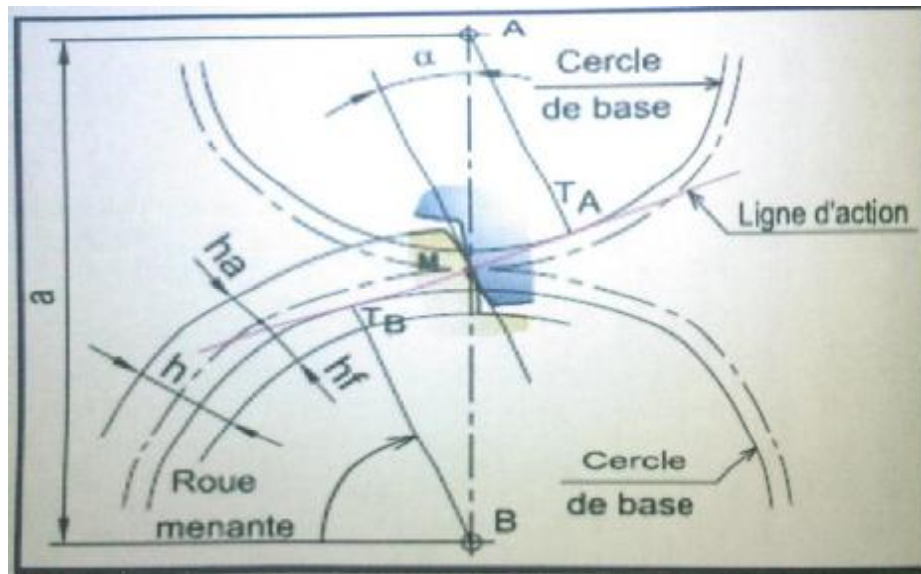 A
α
Cercle
de base
TA
Ligne d'action
a
ha
M
TB
h
hf
Roue
menante
B
Cercle
de base